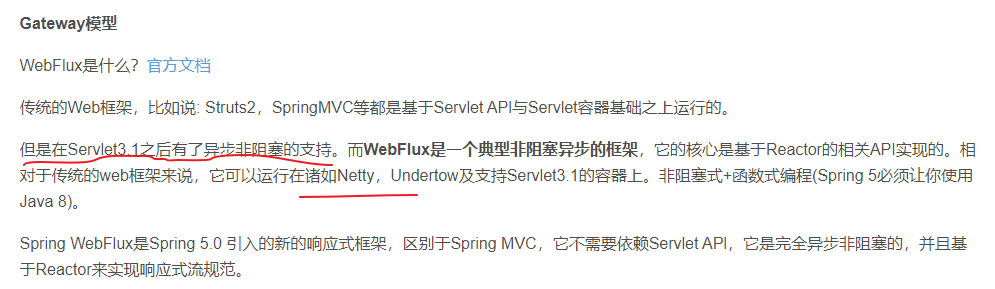 Gateway模型
WebFlux是什么？官方文档
传统的Web框架，比如说: Struts2，SpringMVC等都是基于Servlet API与Servlet容器基础之上运行的。
但是在Servlet3.1之后有了异步非阻塞的支持。而WebFlux是一个典型非阻塞异步的框架，它的核心是基于Reactor的相关API实现的。相
对于传统的web框架来说，它可以运行在诸如Netty，Undertow及支持Servlet3.1的容器上。非阻塞式+函数式编程(Spring 5必须让你使用
Java 8)。
Spring WebFlux是Spring 5.0 引入的新的响应式框架，区别于Spring MVC，它不需要依赖Servlet API，它是完全异步非阻塞的，并且基
于Reactor来实现响应式流规范。